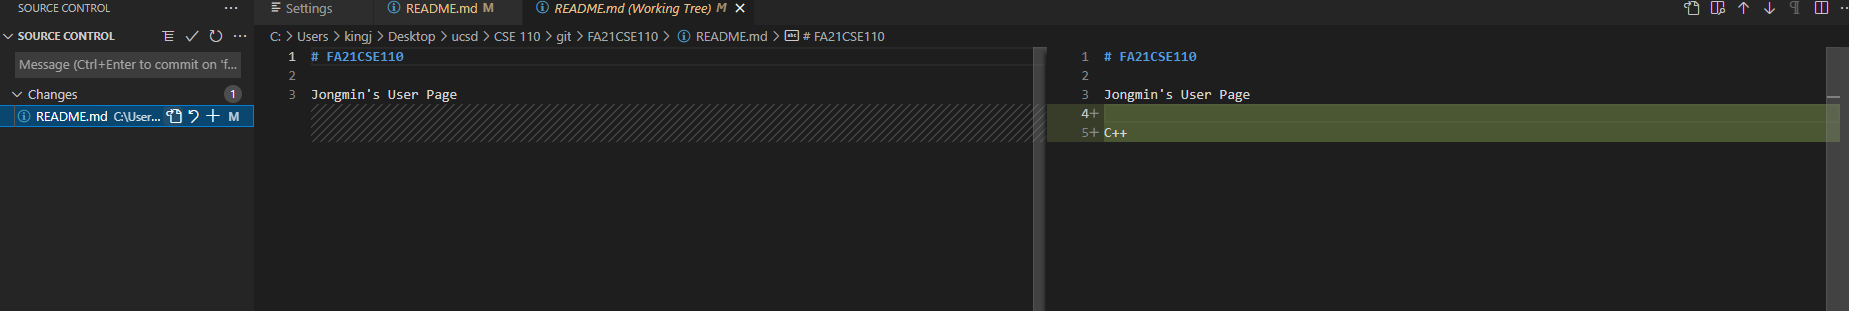 SOURCE CONTROL ...
SOURCE CONTROL ...
Message (Ctrl+Enter to commit on 'f...
Changes 1
README.md C:\User... M
Settings README.md M README.md (Working Tree) M
C: > Users > kingj > Desktop > ucsd > CSE 110 > git > FA21CSE110 > README.md > abc # FA21CSE110
1 # FA21CSE110
2
3 Jongmin's User Page
1 # FA21CSE110
2
3 Jongmin's User Page
4+
5+ C++